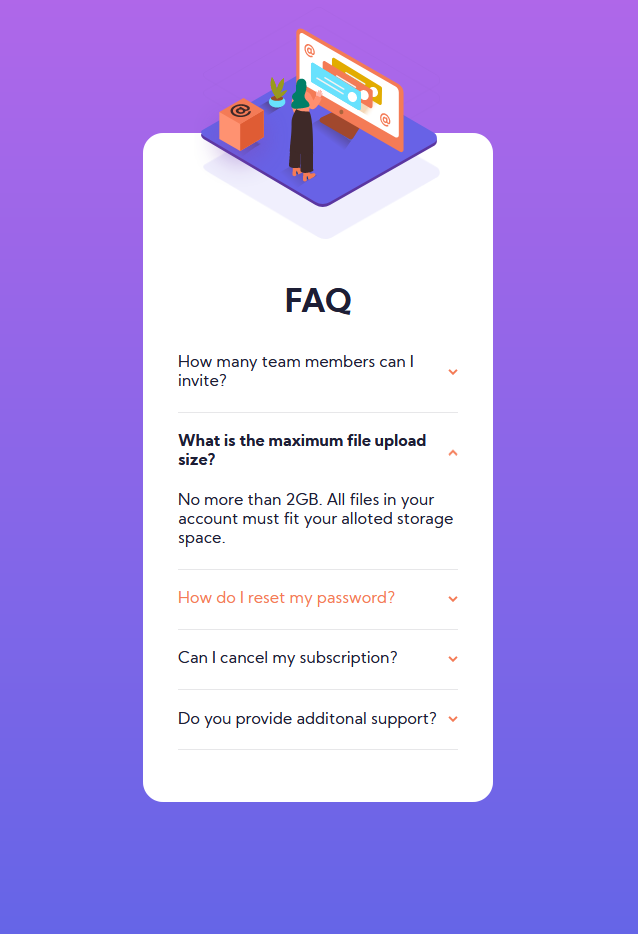 FAQ
How many team members can I
invite?
What is the maximum file upload
size?
No more than 2GB. All files in your
account must fit your alloted storage
space.
How do I reset my password?
Can I cancel my subscription?
Do you provide additonal support?